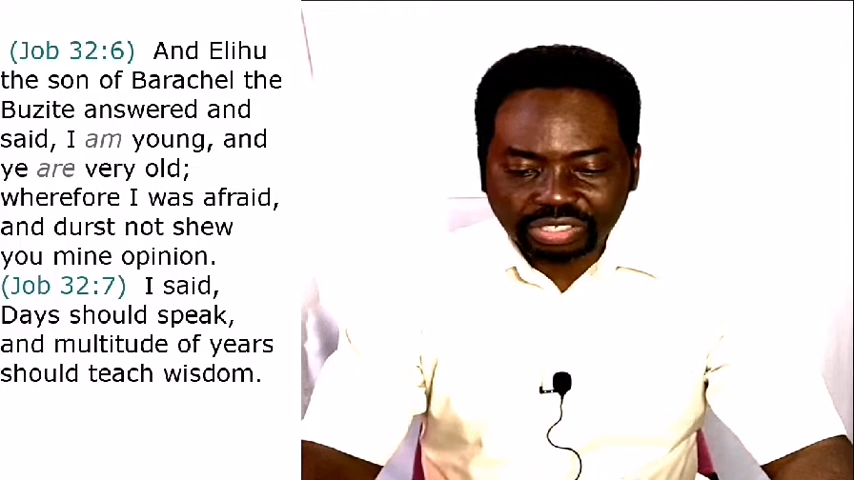 (Job 32:6) And Elihu
the son of Barachel the
Buzite answered and
said, I am young, and
ye are very old;
wherefore I was afraid,
and durst not shew
you mine opinion.
(Job 32:7) I said,
Days should speak,
and multitude of years
should teach wisdom.